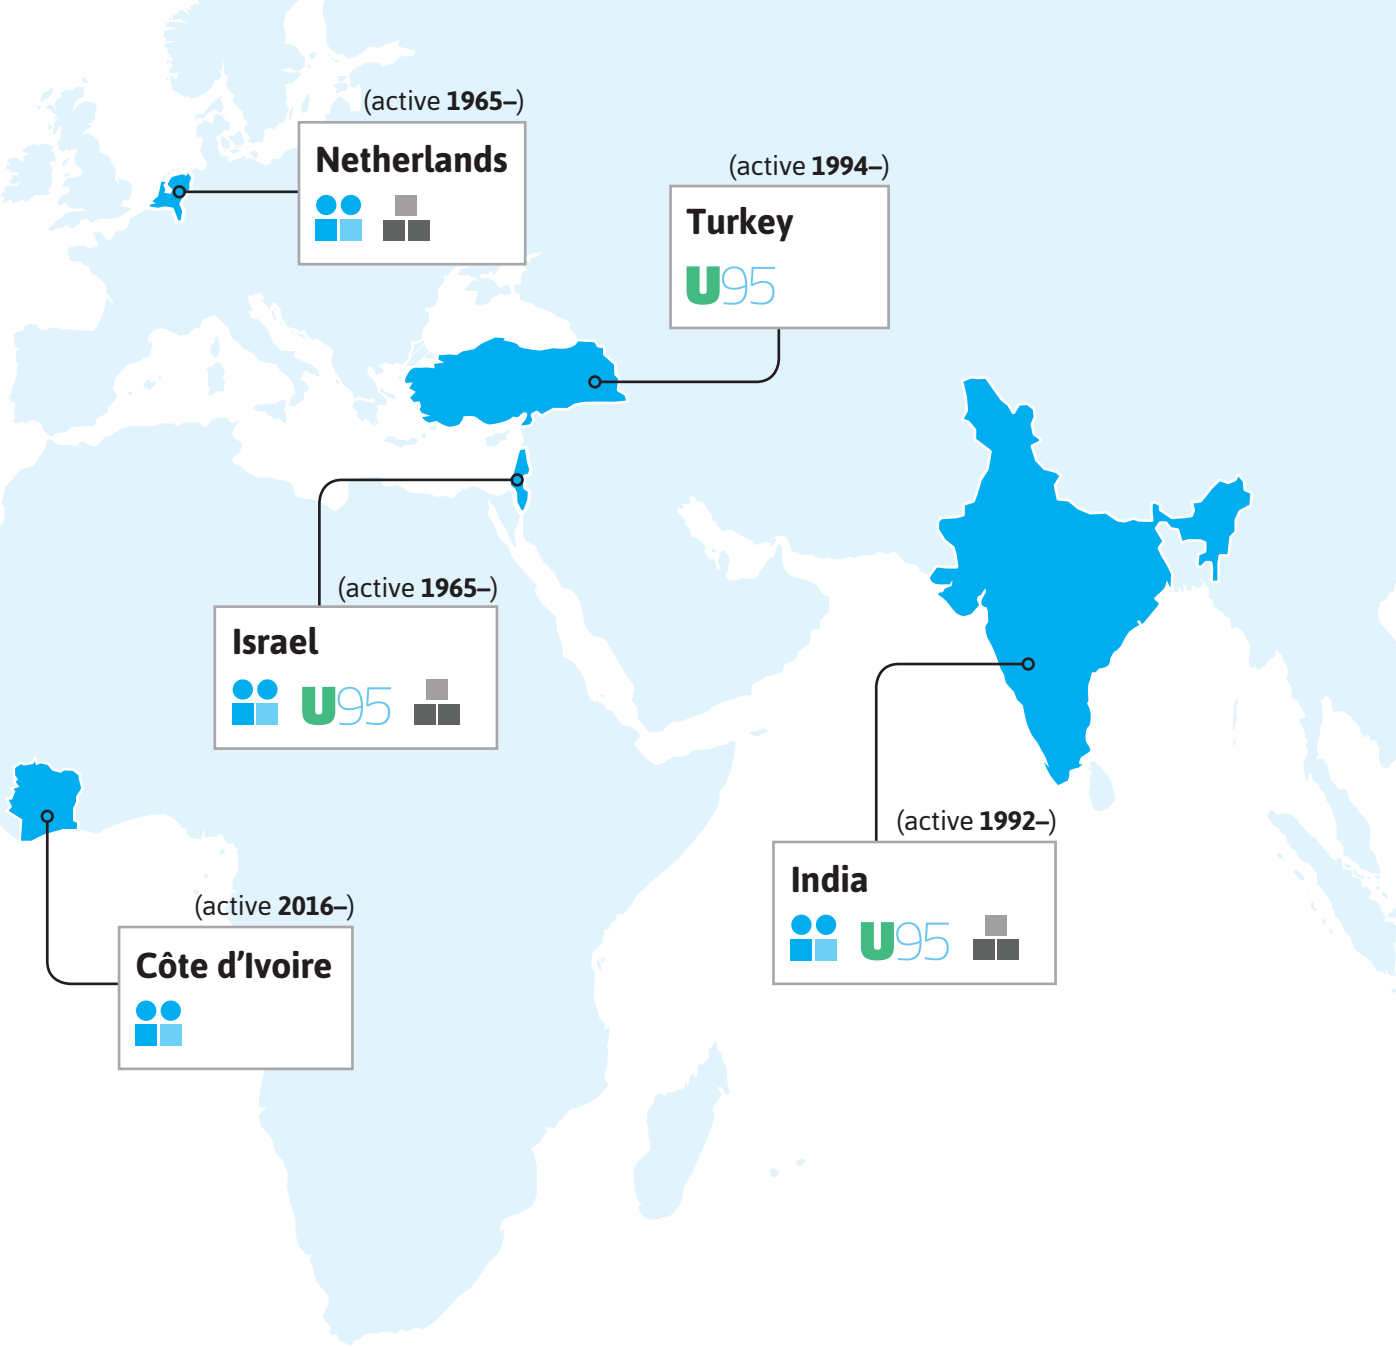 (active 1965–)
Netherlands
(active 1994–)
Turkey
U95
(active 1965–)
Israel
U95
(active 1992–)
India
U95
(active 2016–)
Côte d’Ivoire